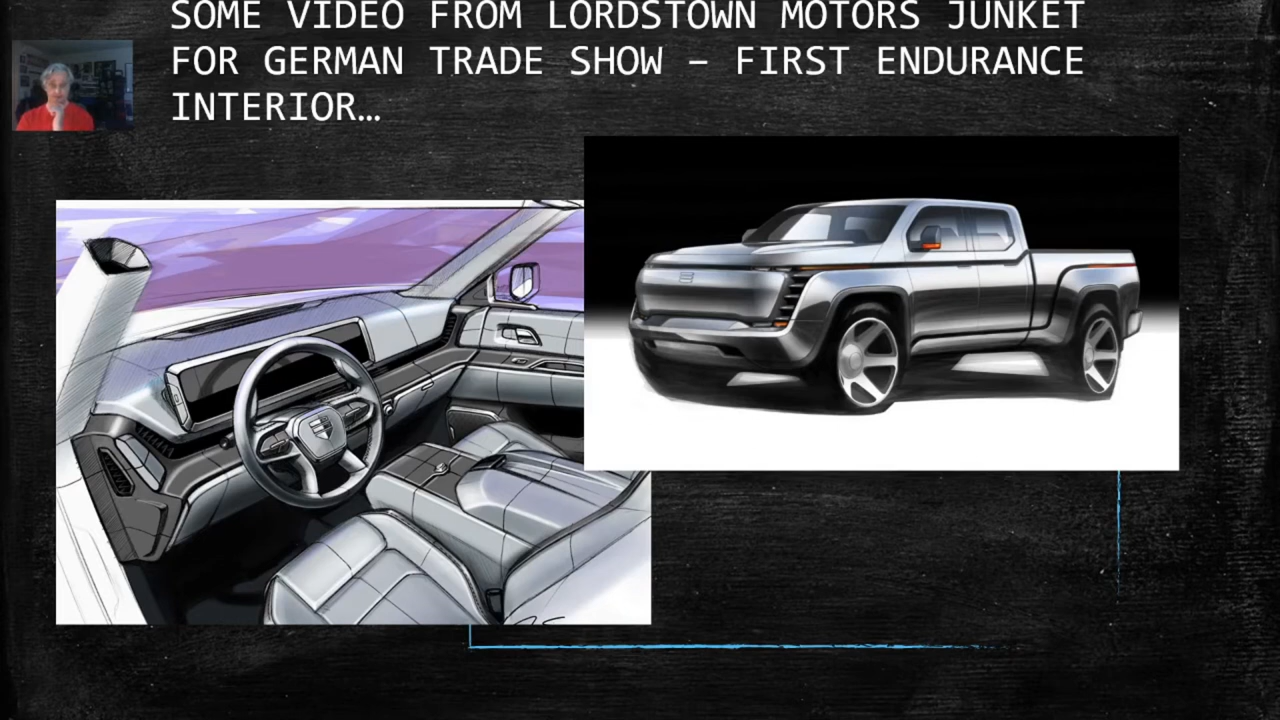 SOME VIDEO FROM LORDSTOWN MOTORS JUNKET
FOR GERMAN TRADE SHOW – FIRST ENDURANCE
INTERIOR…